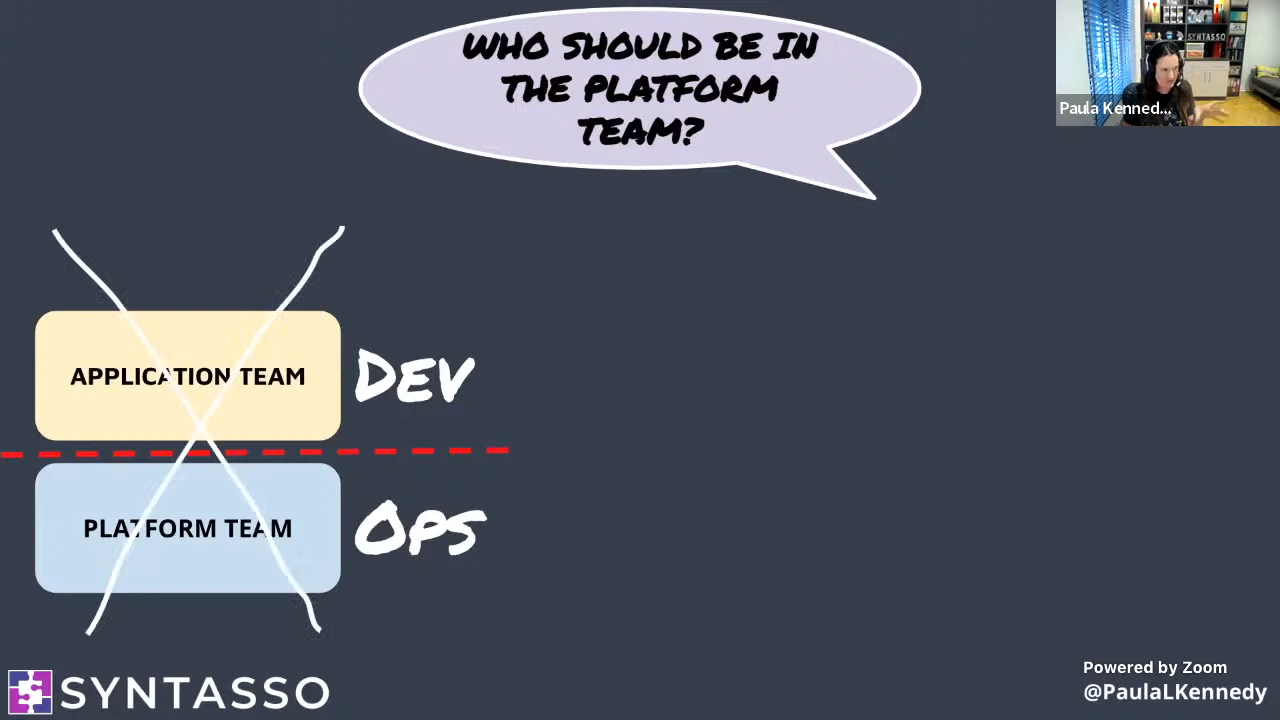 WHO SHOULD BE IN
THE PLATFORM
TEAM?
SYNTASSO
Paula Kenned...
APPLICATION TEAM
DEV
PLATFORM TEAM
OPS
SYNTASSO
Powered by Zoom
@PaulaLKennedy